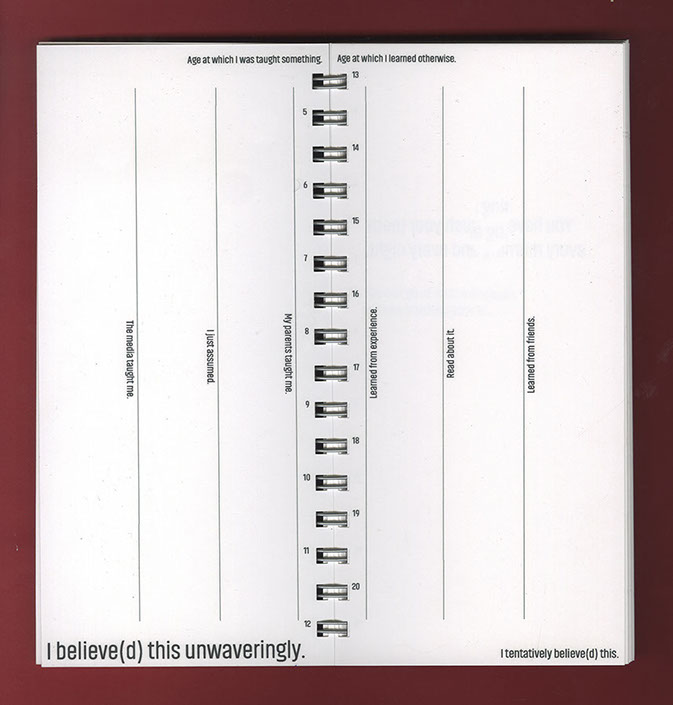 Age at which I was taught something.
Age at which I learned otherwise.
13
5
14
6
15
7
16
8
17
9
18
10
19
11
20
12
The media taught me.
I just assumed.
My parents taught me.
Learned from experience.
Read about it.
Learned from friends.
I believe(d) this unwaveringly.
I tentatively believe(d) this.